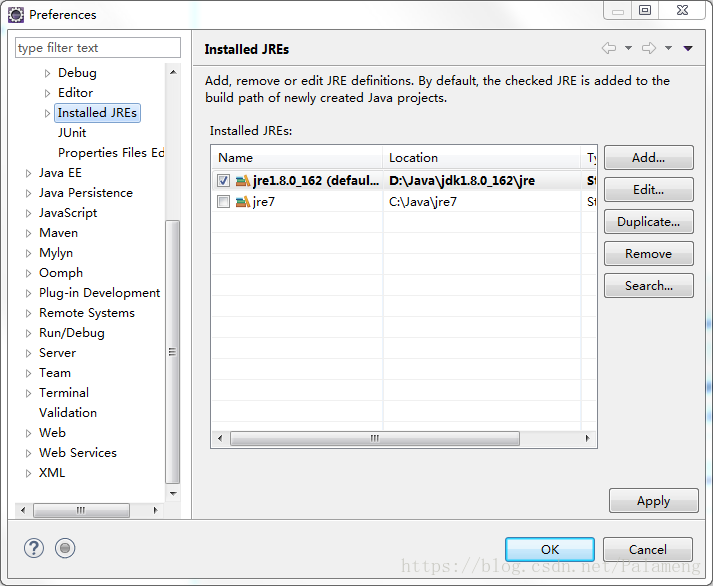 Preferences
type filter text
Debug
Editor
Installed JREs
JUnit
Properties Files Ed
Java EE
Java Persistence
JavaScript
Maven
Mylyn
Oomph
Plug-in Development
Remote Systems
Run/Debug
Server
Team
Terminal
Validation
Web
Web Services
XML
Installed JREs
Add, remove or edit JRE definitions. By default, the checked JRE is added to the
build path of newly created Java projects.
Installed JREs:
Name Location Ty
jre1.8.0_162 (defaul... D:\Java\jdk1.8.0_162\jre St
jre7 C:\Java\jre7 St
Add...
Edit...
Duplicate...
Remove
Search...
Apply
?
OK
Cancel
https://blog.csdn.net/Palameng